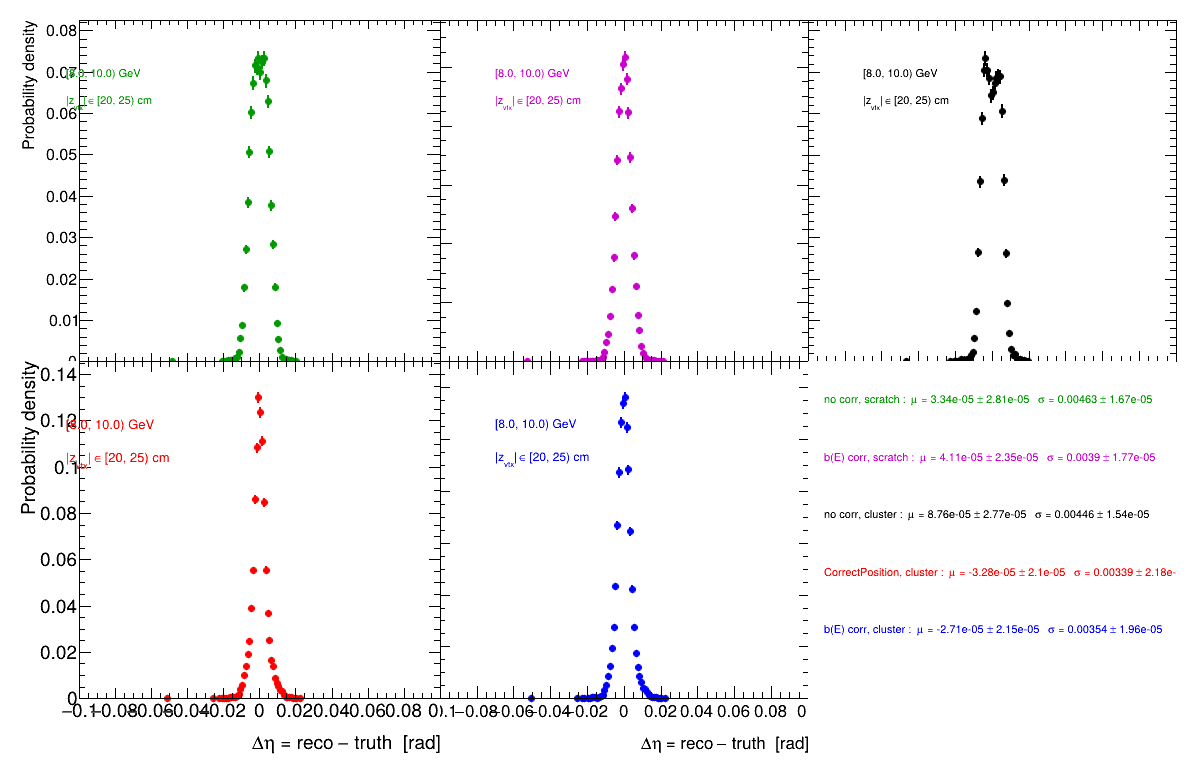 Probability density
0.08
0.07
0.06
0.05
0.04
0.03
0.02
0.01
0
[8.0, 10.0) GeV
|z_vtx| ∈ [20, 25) cm
[8.0, 10.0) GeV
|z_vtx| ∈ [20, 25) cm
[8.0, 10.0) GeV
|z_vtx| ∈ [20, 25) cm
Probability density
0.14
0.12
0.1
0.08
0.06
0.04
0.02
0
[8.0, 10.0) GeV
|z_vtx| ∈ [20, 25) cm
−0.1 −0.08 −0.06 −0.04 −0.02 0 0.02 0.04 0.06 0.08 0.1
Δη = reco − truth [rad]
[8.0, 10.0) GeV
|z_vtx| ∈ [20, 25) cm
−0.08 −0.06 −0.04 −0.02 0 0.02 0.04 0.06 0.08 0
Δη = reco − truth [rad]
no corr, scratch : μ = 3.34e-05 ± 2.81e-05 σ = 0.00463 ± 1.67e-05
b(E) corr, scratch : μ = 4.11e-05 ± 2.35e-05 σ = 0.0039 ± 1.77e-05
no corr, cluster : μ = 8.76e-05 ± 2.77e-05 σ = 0.00446 ± 1.54e-05
CorrectPosition, cluster : μ = -3.28e-05 ± 2.1e-05 σ = 0.00339 ± 2.18e-
b(E) corr, cluster : μ = -2.71e-05 ± 2.15e-05 σ = 0.00354 ± 1.96e-05